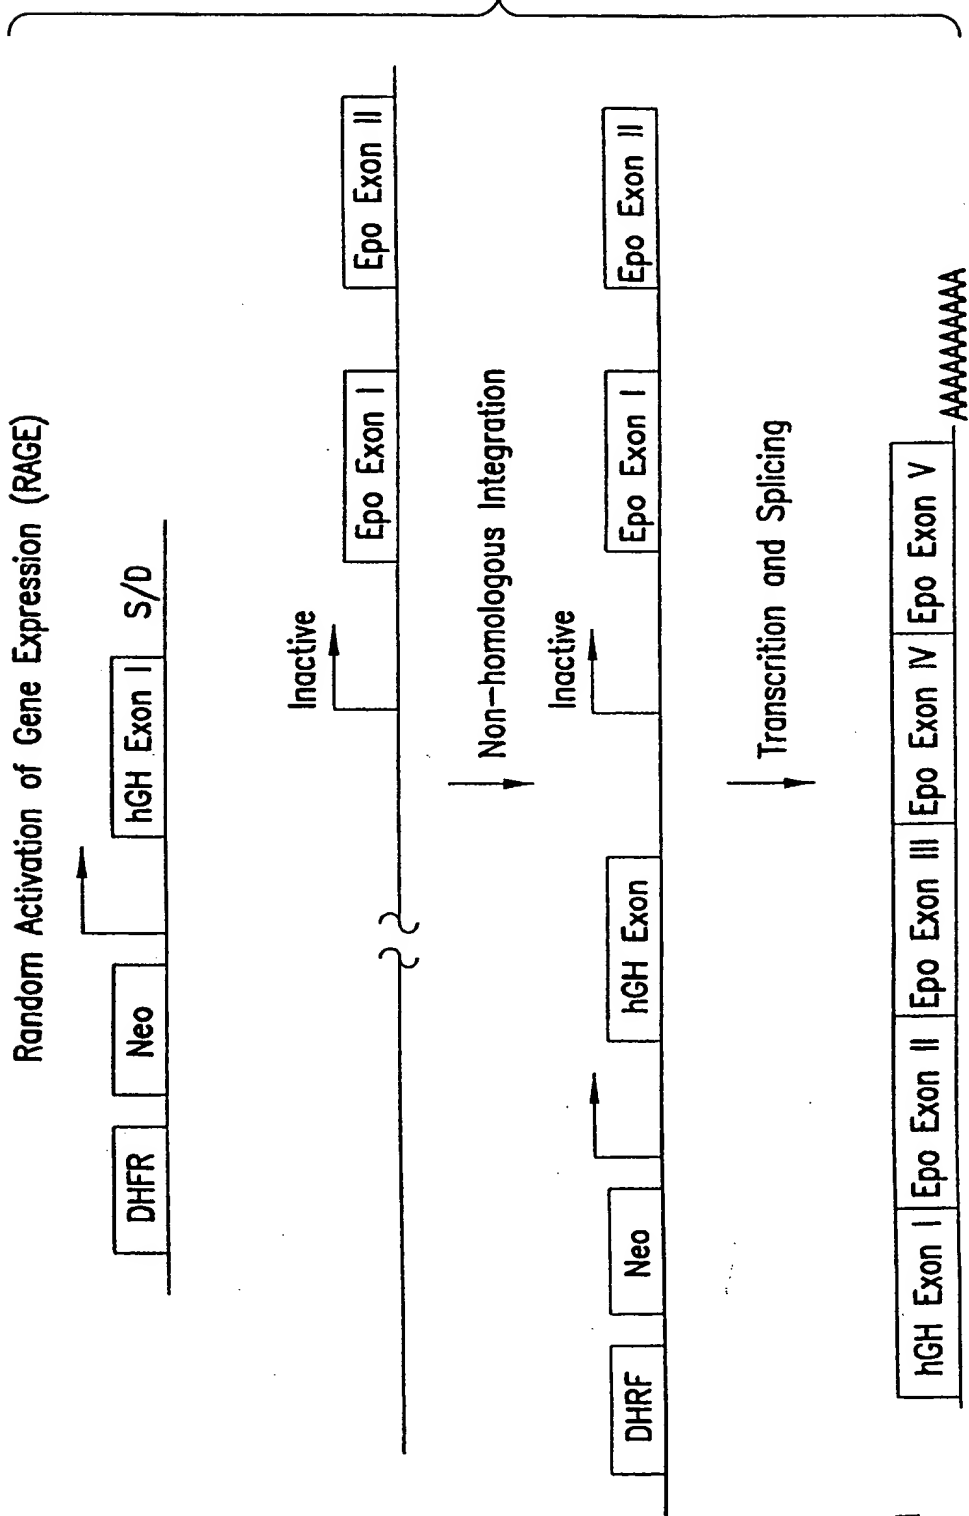 Random Activation of Gene Expression (RAGE)
DHFR
Neo
hGH Exon I
S/D
Inactive
Epo Exon I
Epo Exon II
Non-homologous Integration
DHRF
Neo
hGH Exon
Inactive
Epo Exon I
Epo Exon II
Transcrition and Splicing
hGH Exon I
Epo Exon II
Epo Exon III
Epo Exon IV
Epo Exon V
AAAAAAAAAA